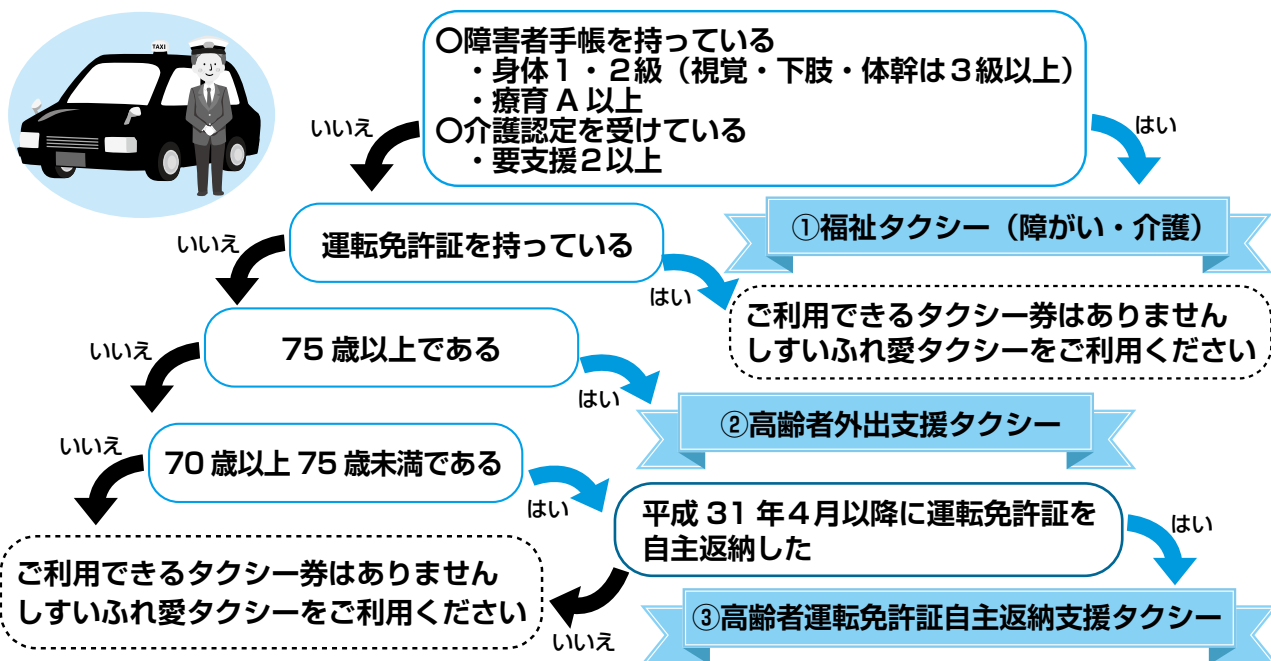 TAXI
〇障害者手帳を持っている
・身体１・２級（視覚・下肢・体幹は３級以上）
・療育 A 以上
〇介護認定を受けている
・要支援２以上
いいえ
はい
①福祉タクシー（障がい・介護）
運転免許証を持っている
いいえ
はい
ご利用できるタクシー券はありません
しすいふれ愛タクシーをご利用ください
75 歳以上である
いいえ
はい
②高齢者外出支援タクシー
70 歳以上 75 歳未満である
いいえ
はい
平成 31 年４月以降に運転免許証を
自主返納した
はい
いいえ
③高齢者運転免許証自主返納支援タクシー
ご利用できるタクシー券はありません
しすいふれ愛タクシーをご利用ください